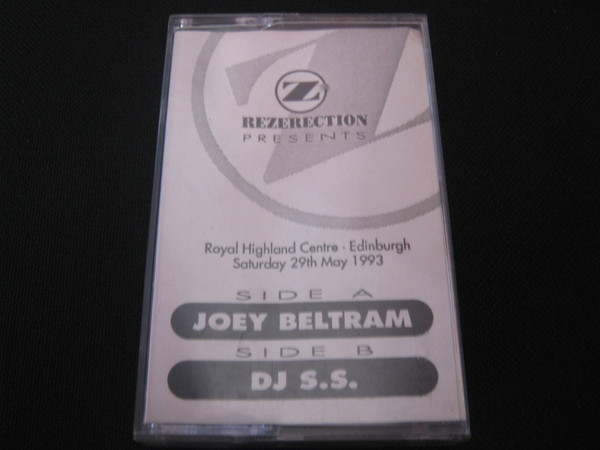 Z
REZERECTION
PRESENTS
Royal Highland Centre - Edinburgh
Saturday 29th May 1993
SIDE A
JOEY BELTRAM
SIDE B
DJ S.S.